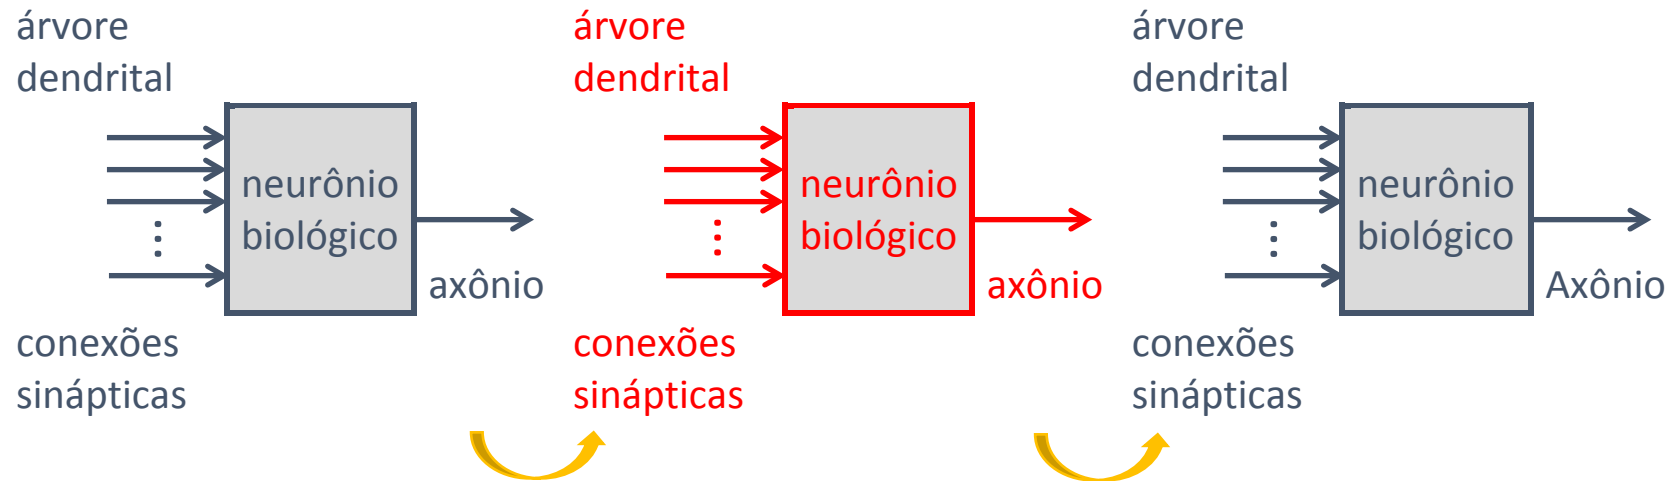 árvore
dendrital
neurônio
biológico
axônio
conexões
sinápticas
árvore
dendrital
neurônio
biológico
axônio
conexões
sinápticas
árvore
dendrital
neurônio
biológico
Axônio
conexões
sinápticas